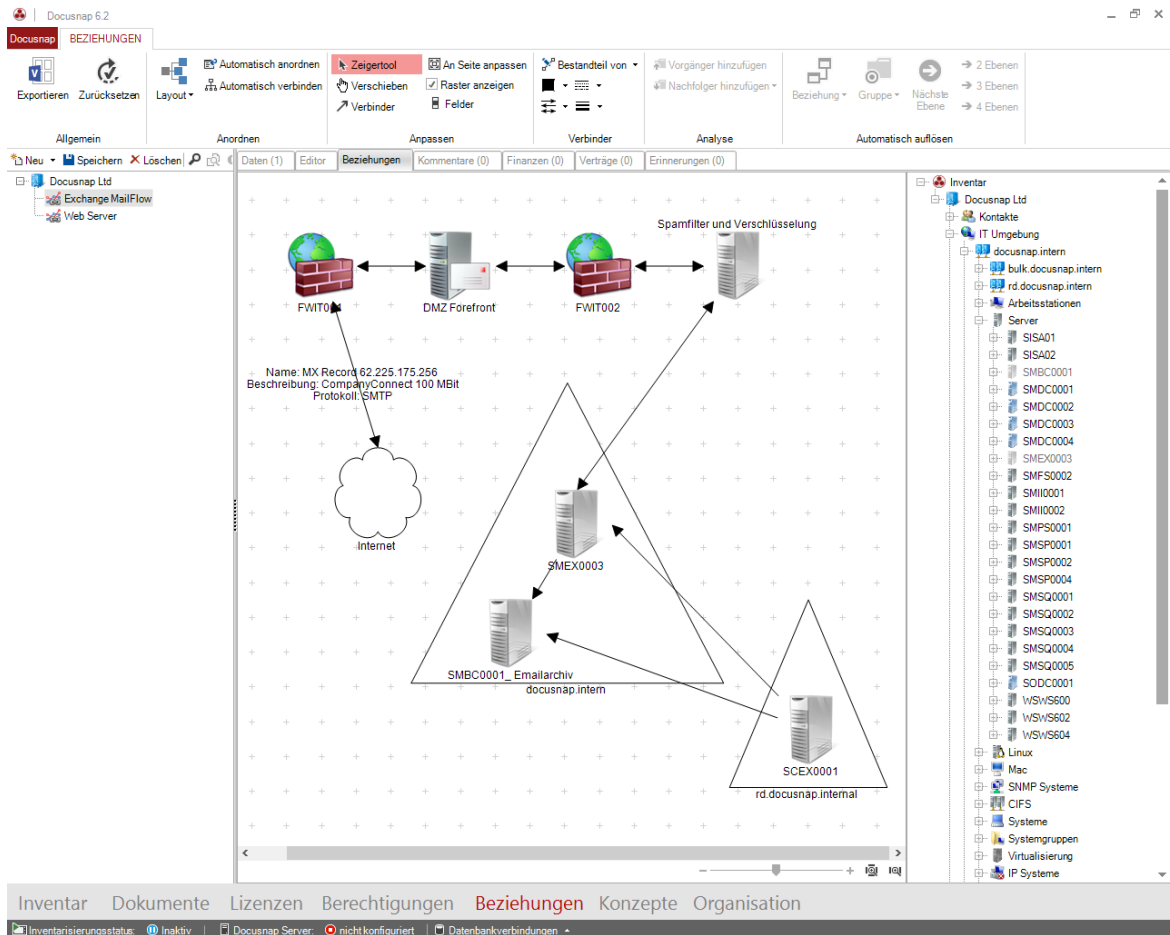 Docusnap 6.2
Docusnap
BEZIEHUNGEN
Exportieren
Zurücksetzen
Allgemein
Layout
Automatisch anordnen
Automatisch verbinden
Anordnen
Zeigertool
Verschieben
Verbinder
An Seite anpassen
Raster anzeigen
Felder
Anpassen
Bestandteil von
Verbinder
Vorgänger hinzufügen
Nachfolger hinzufügen
Analyse
Beziehung
Gruppe
Nächste
Ebene
2 Ebenen
3 Ebenen
4 Ebenen
Automatisch auflösen
Neu
Speichern
Löschen
Docusnap Ltd
Exchange MailFlow
Web Server
Daten (1)
Editor
Beziehungen
Kommentare (0)
Finanzen (0)
Verträge (0)
Erinnerungen (0)
Spamfilter und Verschlüsselung
FWIT001
DMZ Forefront
FWIT002
Name: MX Record 62.225.175.256
Beschreibung: CompanyConnect 100 MBit
Protokoll: SMTP
Internet
SMEX0003
SMBC0001_ Emailarchiv
docusnap.intern
SCEX0001
rd.docusnap.internal
Inventar
Docusnap Ltd
Kontakte
IT Umgebung
docusnap.intern
bulk.docusnap.intern
rd.docusnap.intern
Arbeitsstationen
Server
SISA01
SISA02
SMBC0001
SMDC0001
SMDC0002
SMDC0003
SMDC0004
SMEX0003
SMFS0002
SMII0001
SMII0002
SMPS0001
SMSP0001
SMSP0002
SMSP0004
SMSQ0001
SMSQ0002
SMSQ0003
SMSQ0004
SMSQ0005
SODC0001
WSWS600
WSWS602
WSWS604
Linux
Mac
SNMP Systeme
CIFS
Systeme
Systemgruppen
Virtualisierung
IP Systeme
Inventar
Dokumente
Lizenzen
Berechtigungen
Beziehungen
Konzepte
Organisation
Inventarisierungsstatus:
Inaktiv
Docusnap Server:
nicht konfiguriert
Datenbankverbindungen